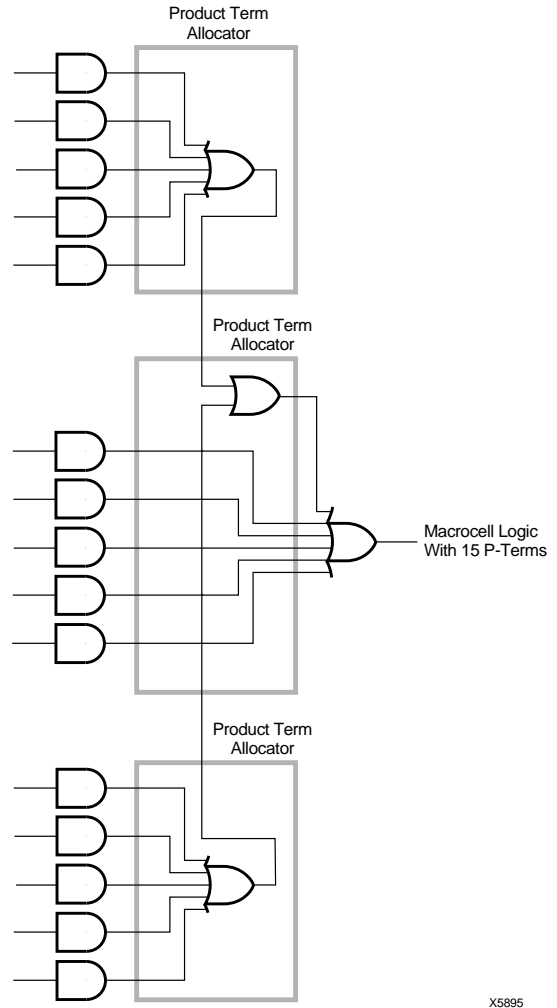 Product Term
Allocator
Product Term
Allocator
Macrocell Logic
With 15 P-Terms
Product Term
Allocator
X5895